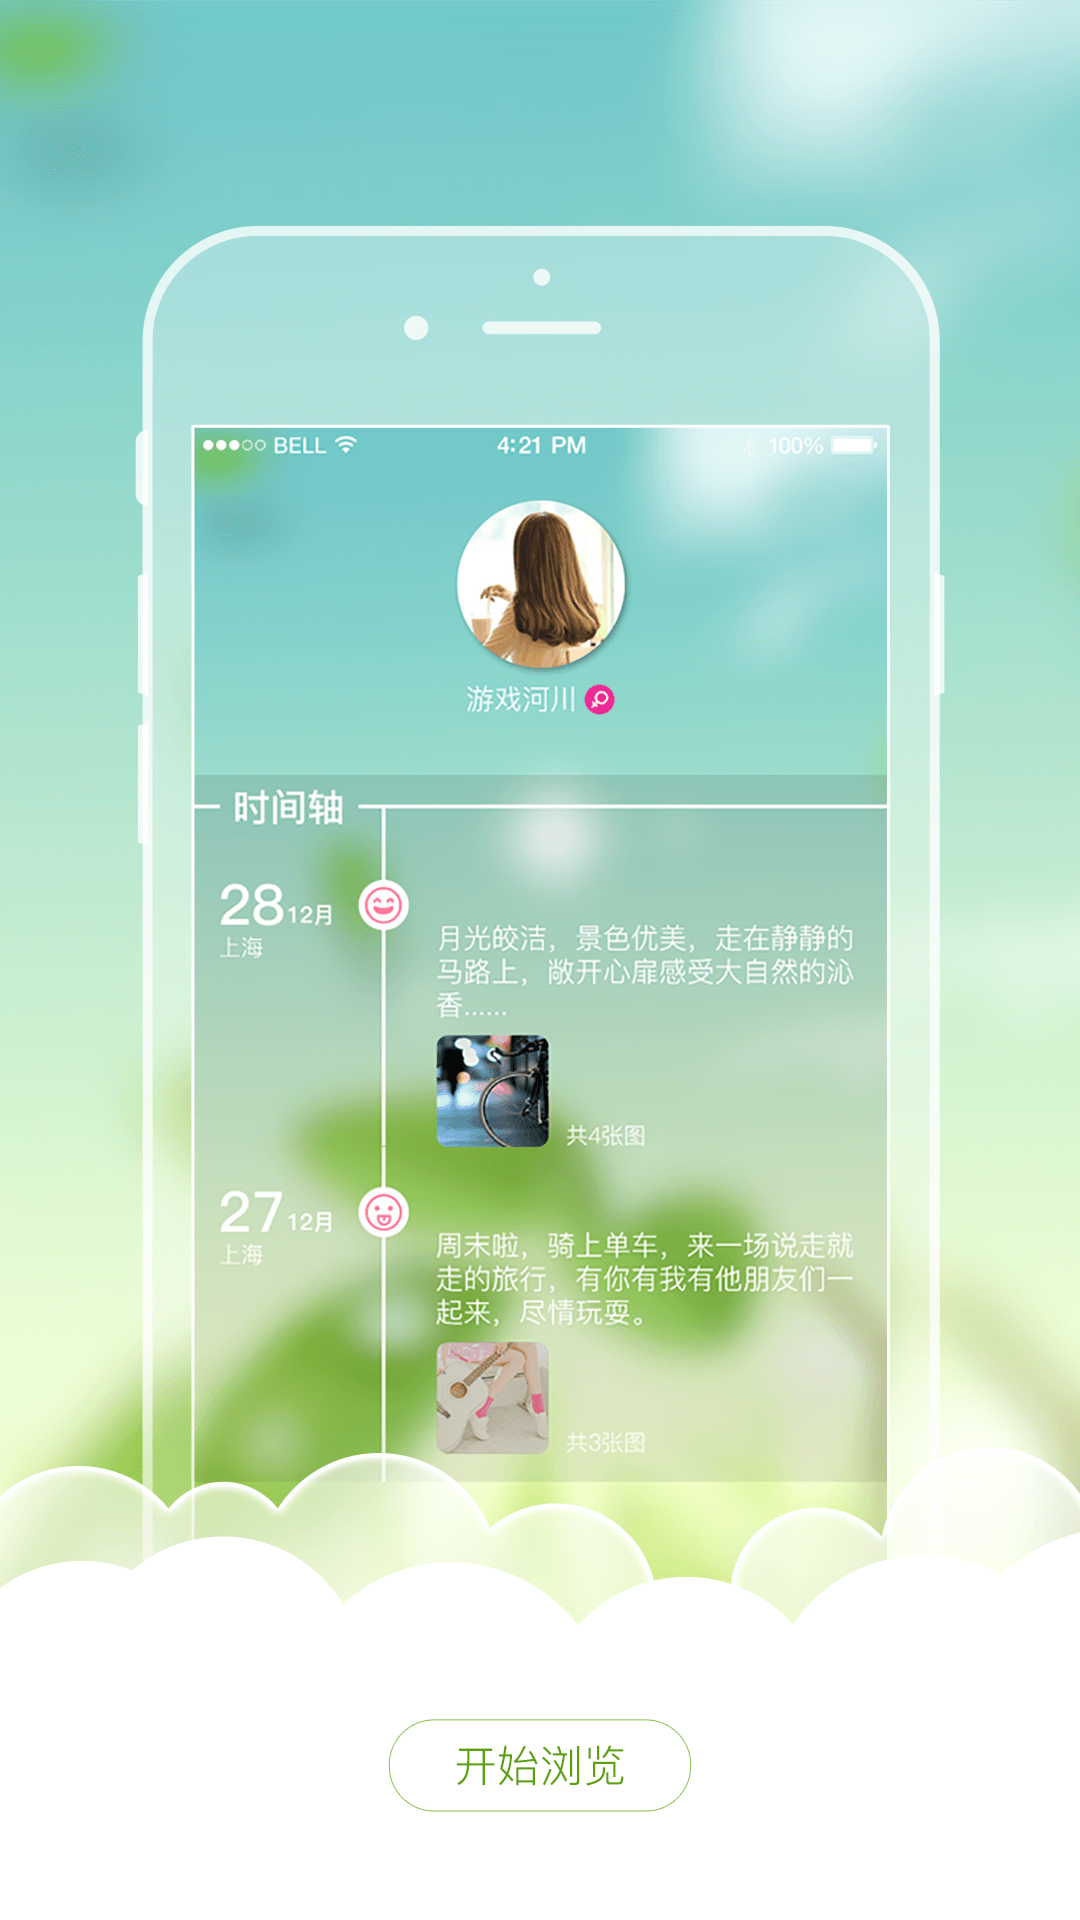 BELL 4:21 PM 100%
游戏河川
时间轴
28 12月
上海
月光皎洁，景色优美，走在静静的
马路上，敞开心扉感受大自然的沁
香......
共4张图
27 12月
上海
周末啦，骑上单车，来一场说走就
走的旅行，有你有我有他朋友们一
起来，尽情玩耍。
共3张图
开始浏览